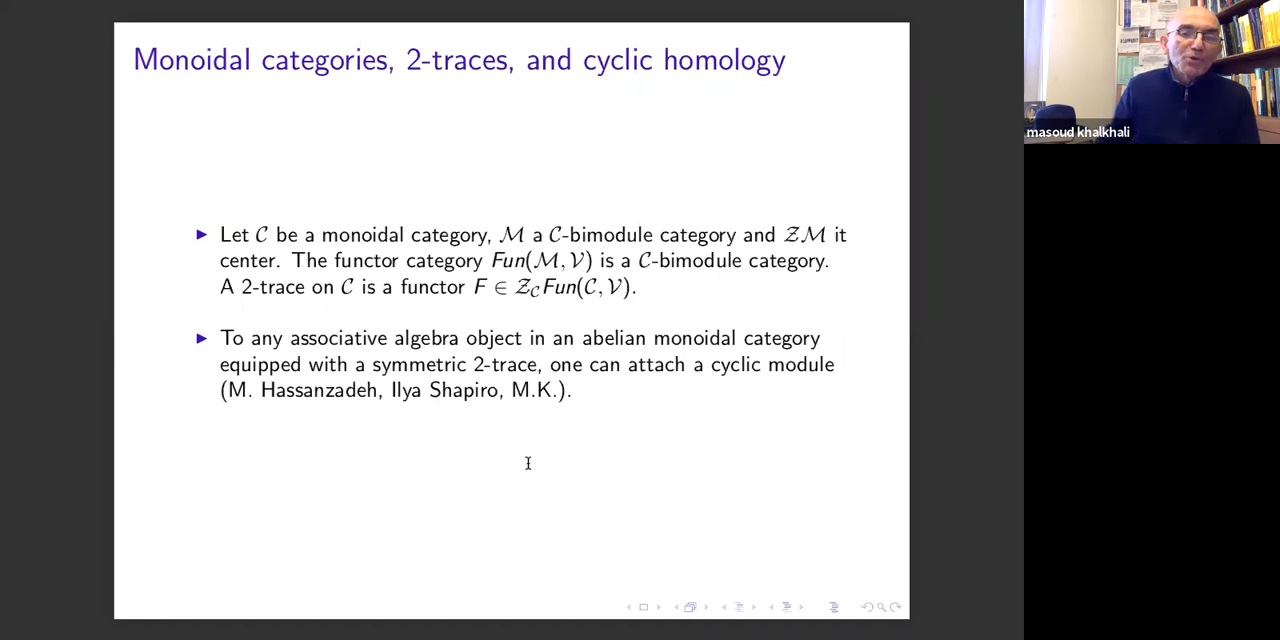 Monoidal categories, 2-traces, and cyclic homology
Let 𝒞 be a monoidal category, ℳ a 𝒞-bimodule category and 𝒵ℳ it
center. The functor category Fun(ℳ, 𝒱) is a 𝒞-bimodule category.
A 2-trace on 𝒞 is a functor F ∈ 𝒵_𝒞Fun(𝒞, 𝒱).
To any associative algebra object in an abelian monoidal category
equipped with a symmetric 2-trace, one can attach a cyclic module
(M. Hassanzadeh, Ilya Shapiro, M.K.).
masoud khalkhali